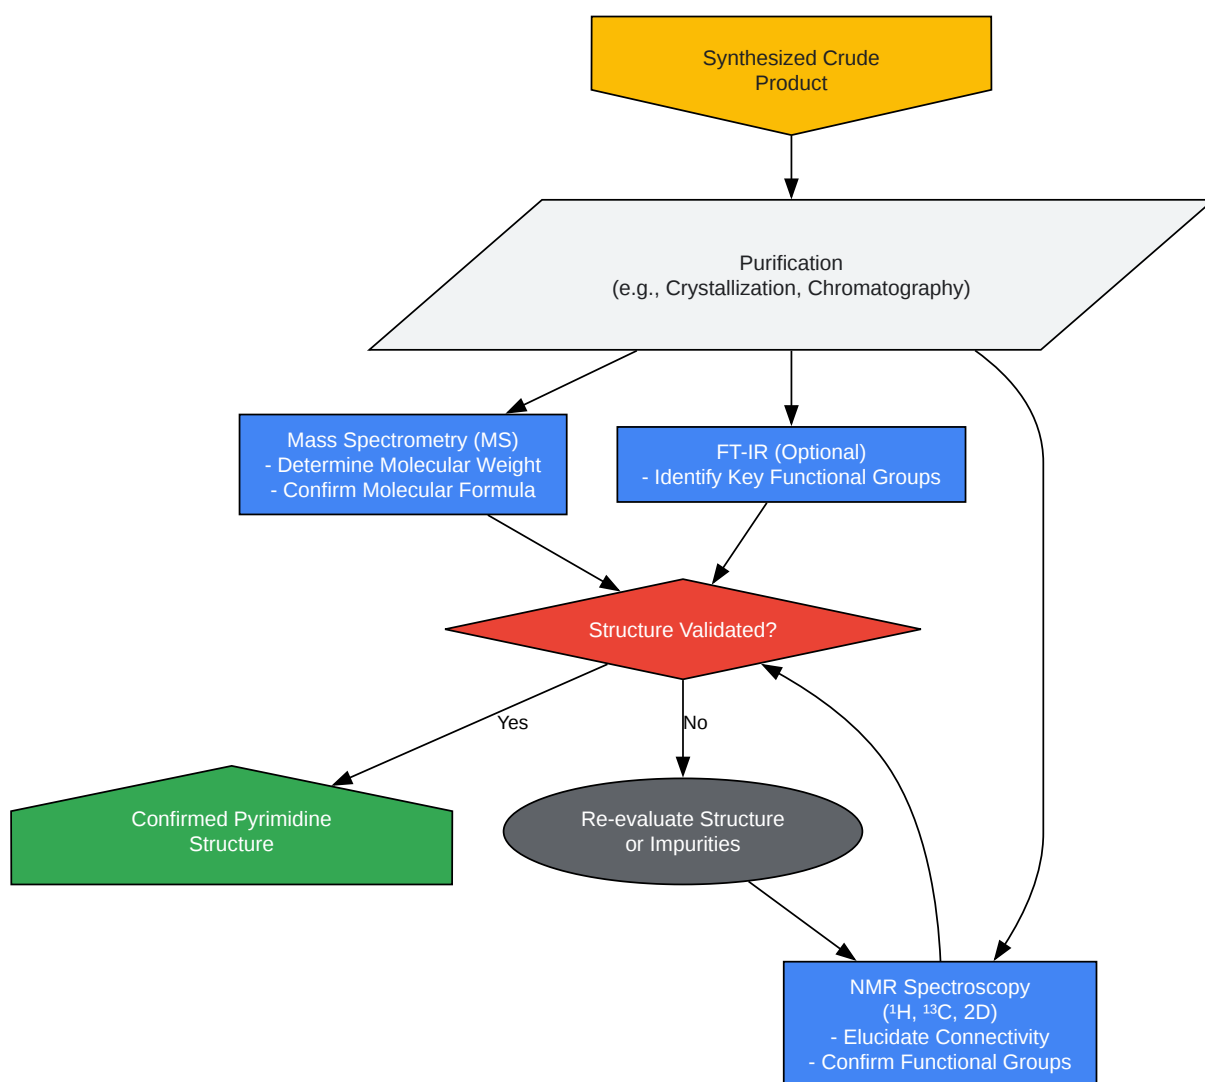 Synthesized Crude
Product
Purification
(e.g., Crystallization, Chromatography)
Mass Spectrometry (MS)
- Determine Molecular Weight
- Confirm Molecular Formula
FT-IR (Optional)
- Identify Key Functional Groups
Structure Validated?
Yes
No
Confirmed Pyrimidine
Structure
Re-evaluate Structure
or Impurities
NMR Spectroscopy
(¹H, ¹³C, 2D)
- Elucidate Connectivity
- Confirm Functional Groups